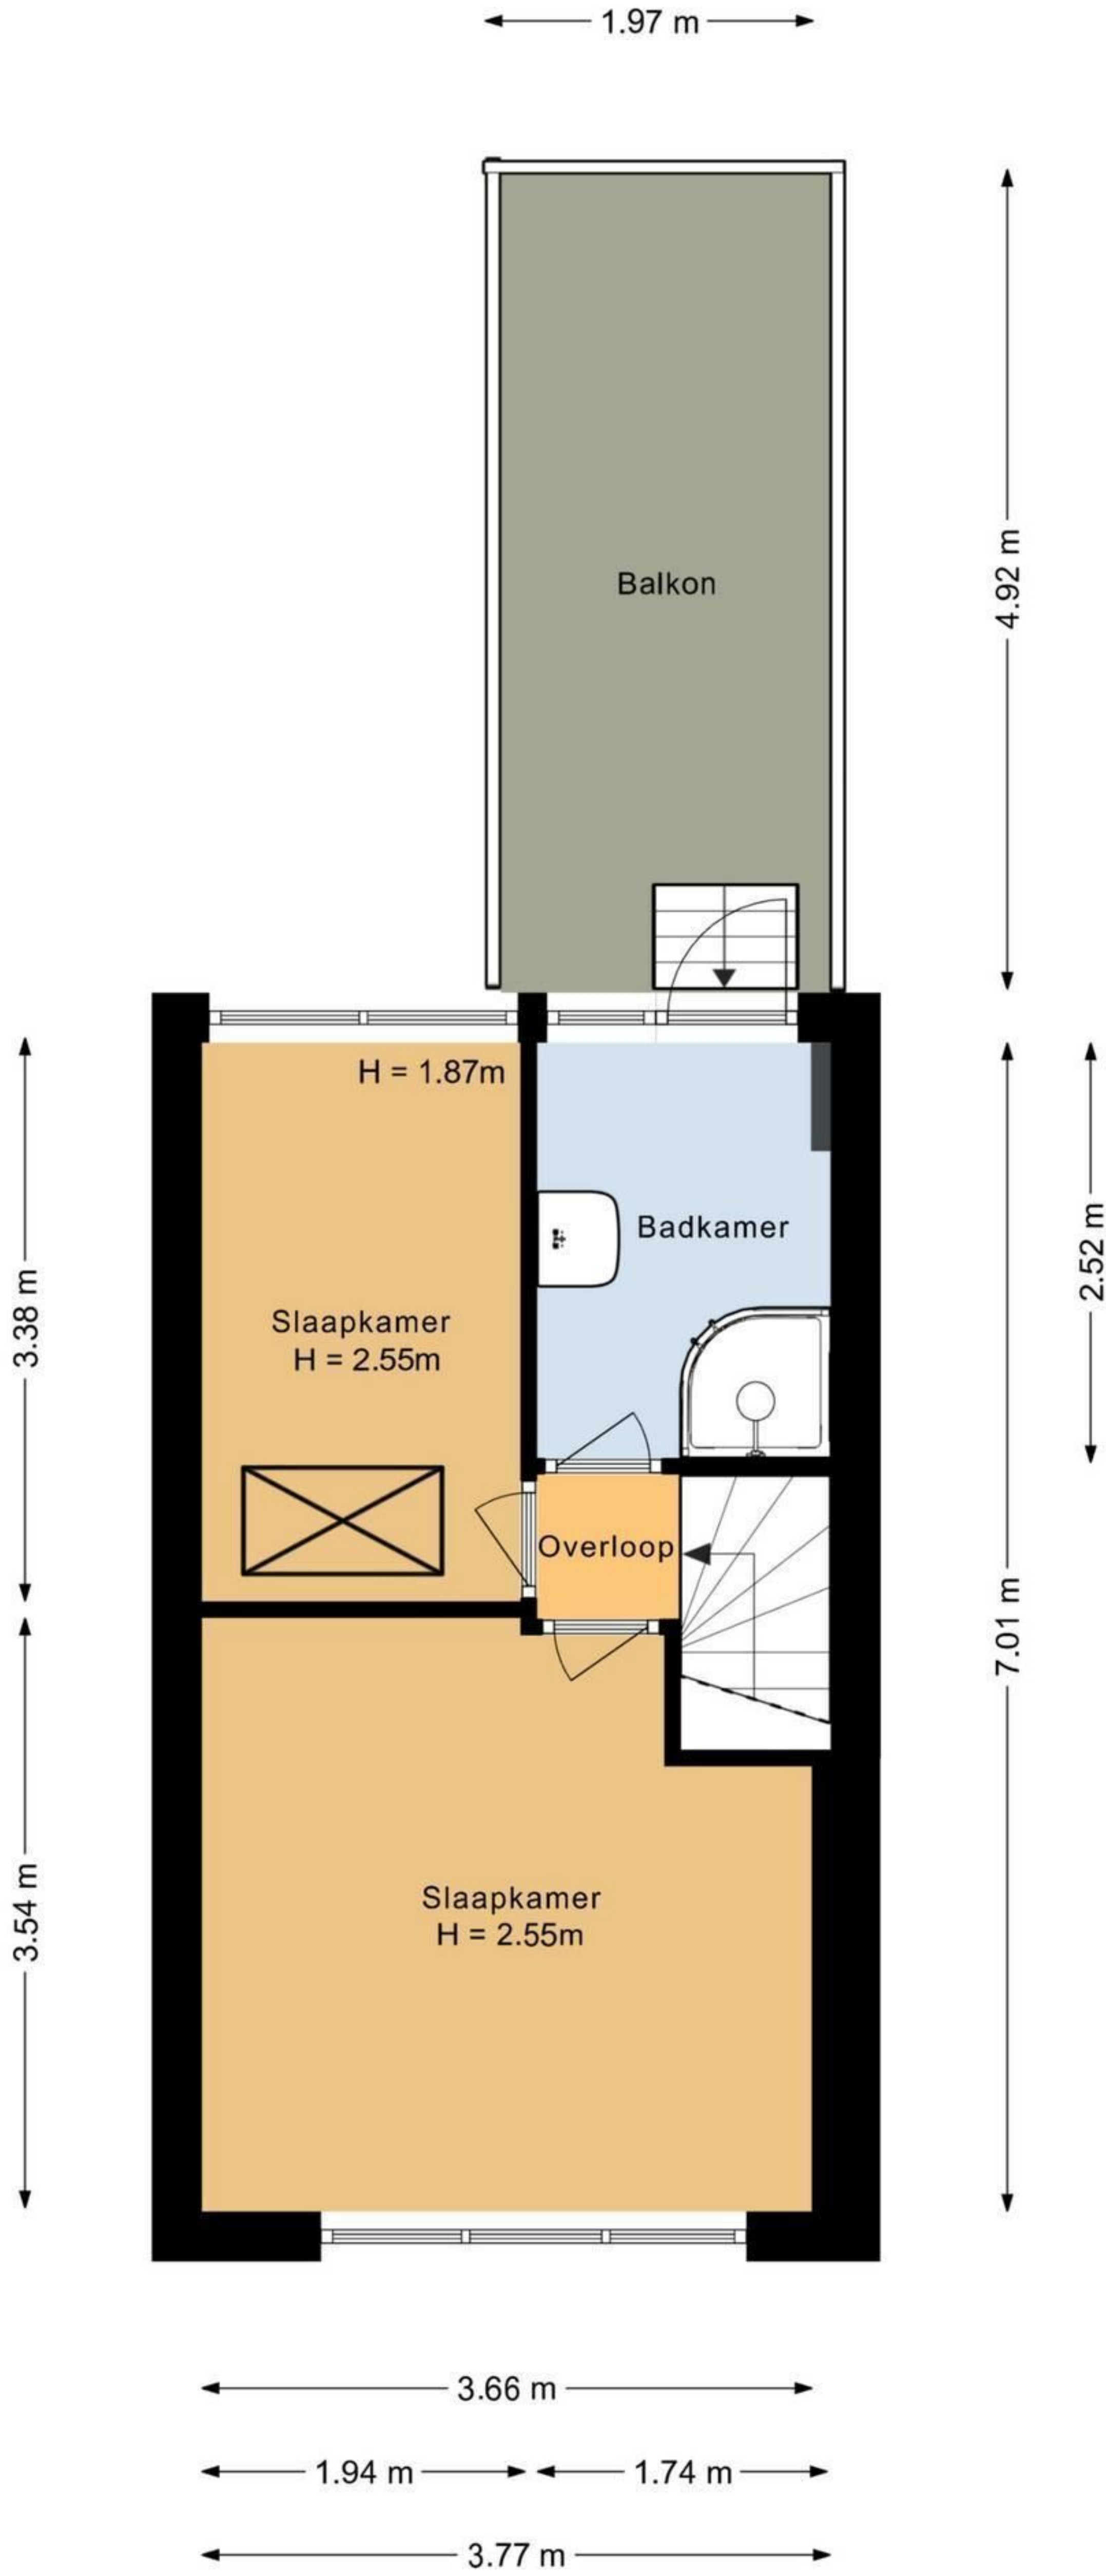 1.97 m
4.92 m
Balkon
H = 1.87m
Badkamer
2.52 m
3.38 m
Slaapkamer
H = 2.55m
Overloop
7.01 m
3.54 m
Slaapkamer
H = 2.55m
3.66 m
1.94 m
1.74 m
3.77 m